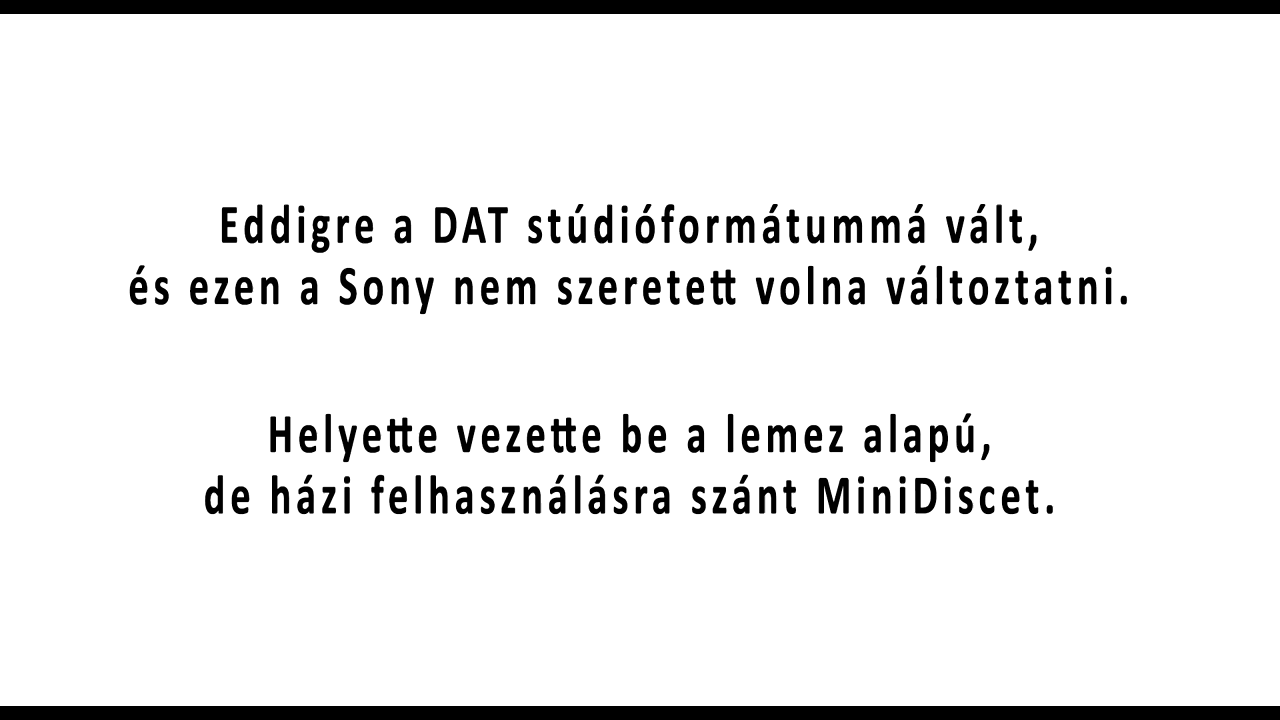 Eddigre a DAT stúdióformátummá vált,
és ezen a Sony nem szeretett volna változtatni.
Helyette vezette be a lemez alapú,
de házi felhasználásra szánt MiniDiscet.